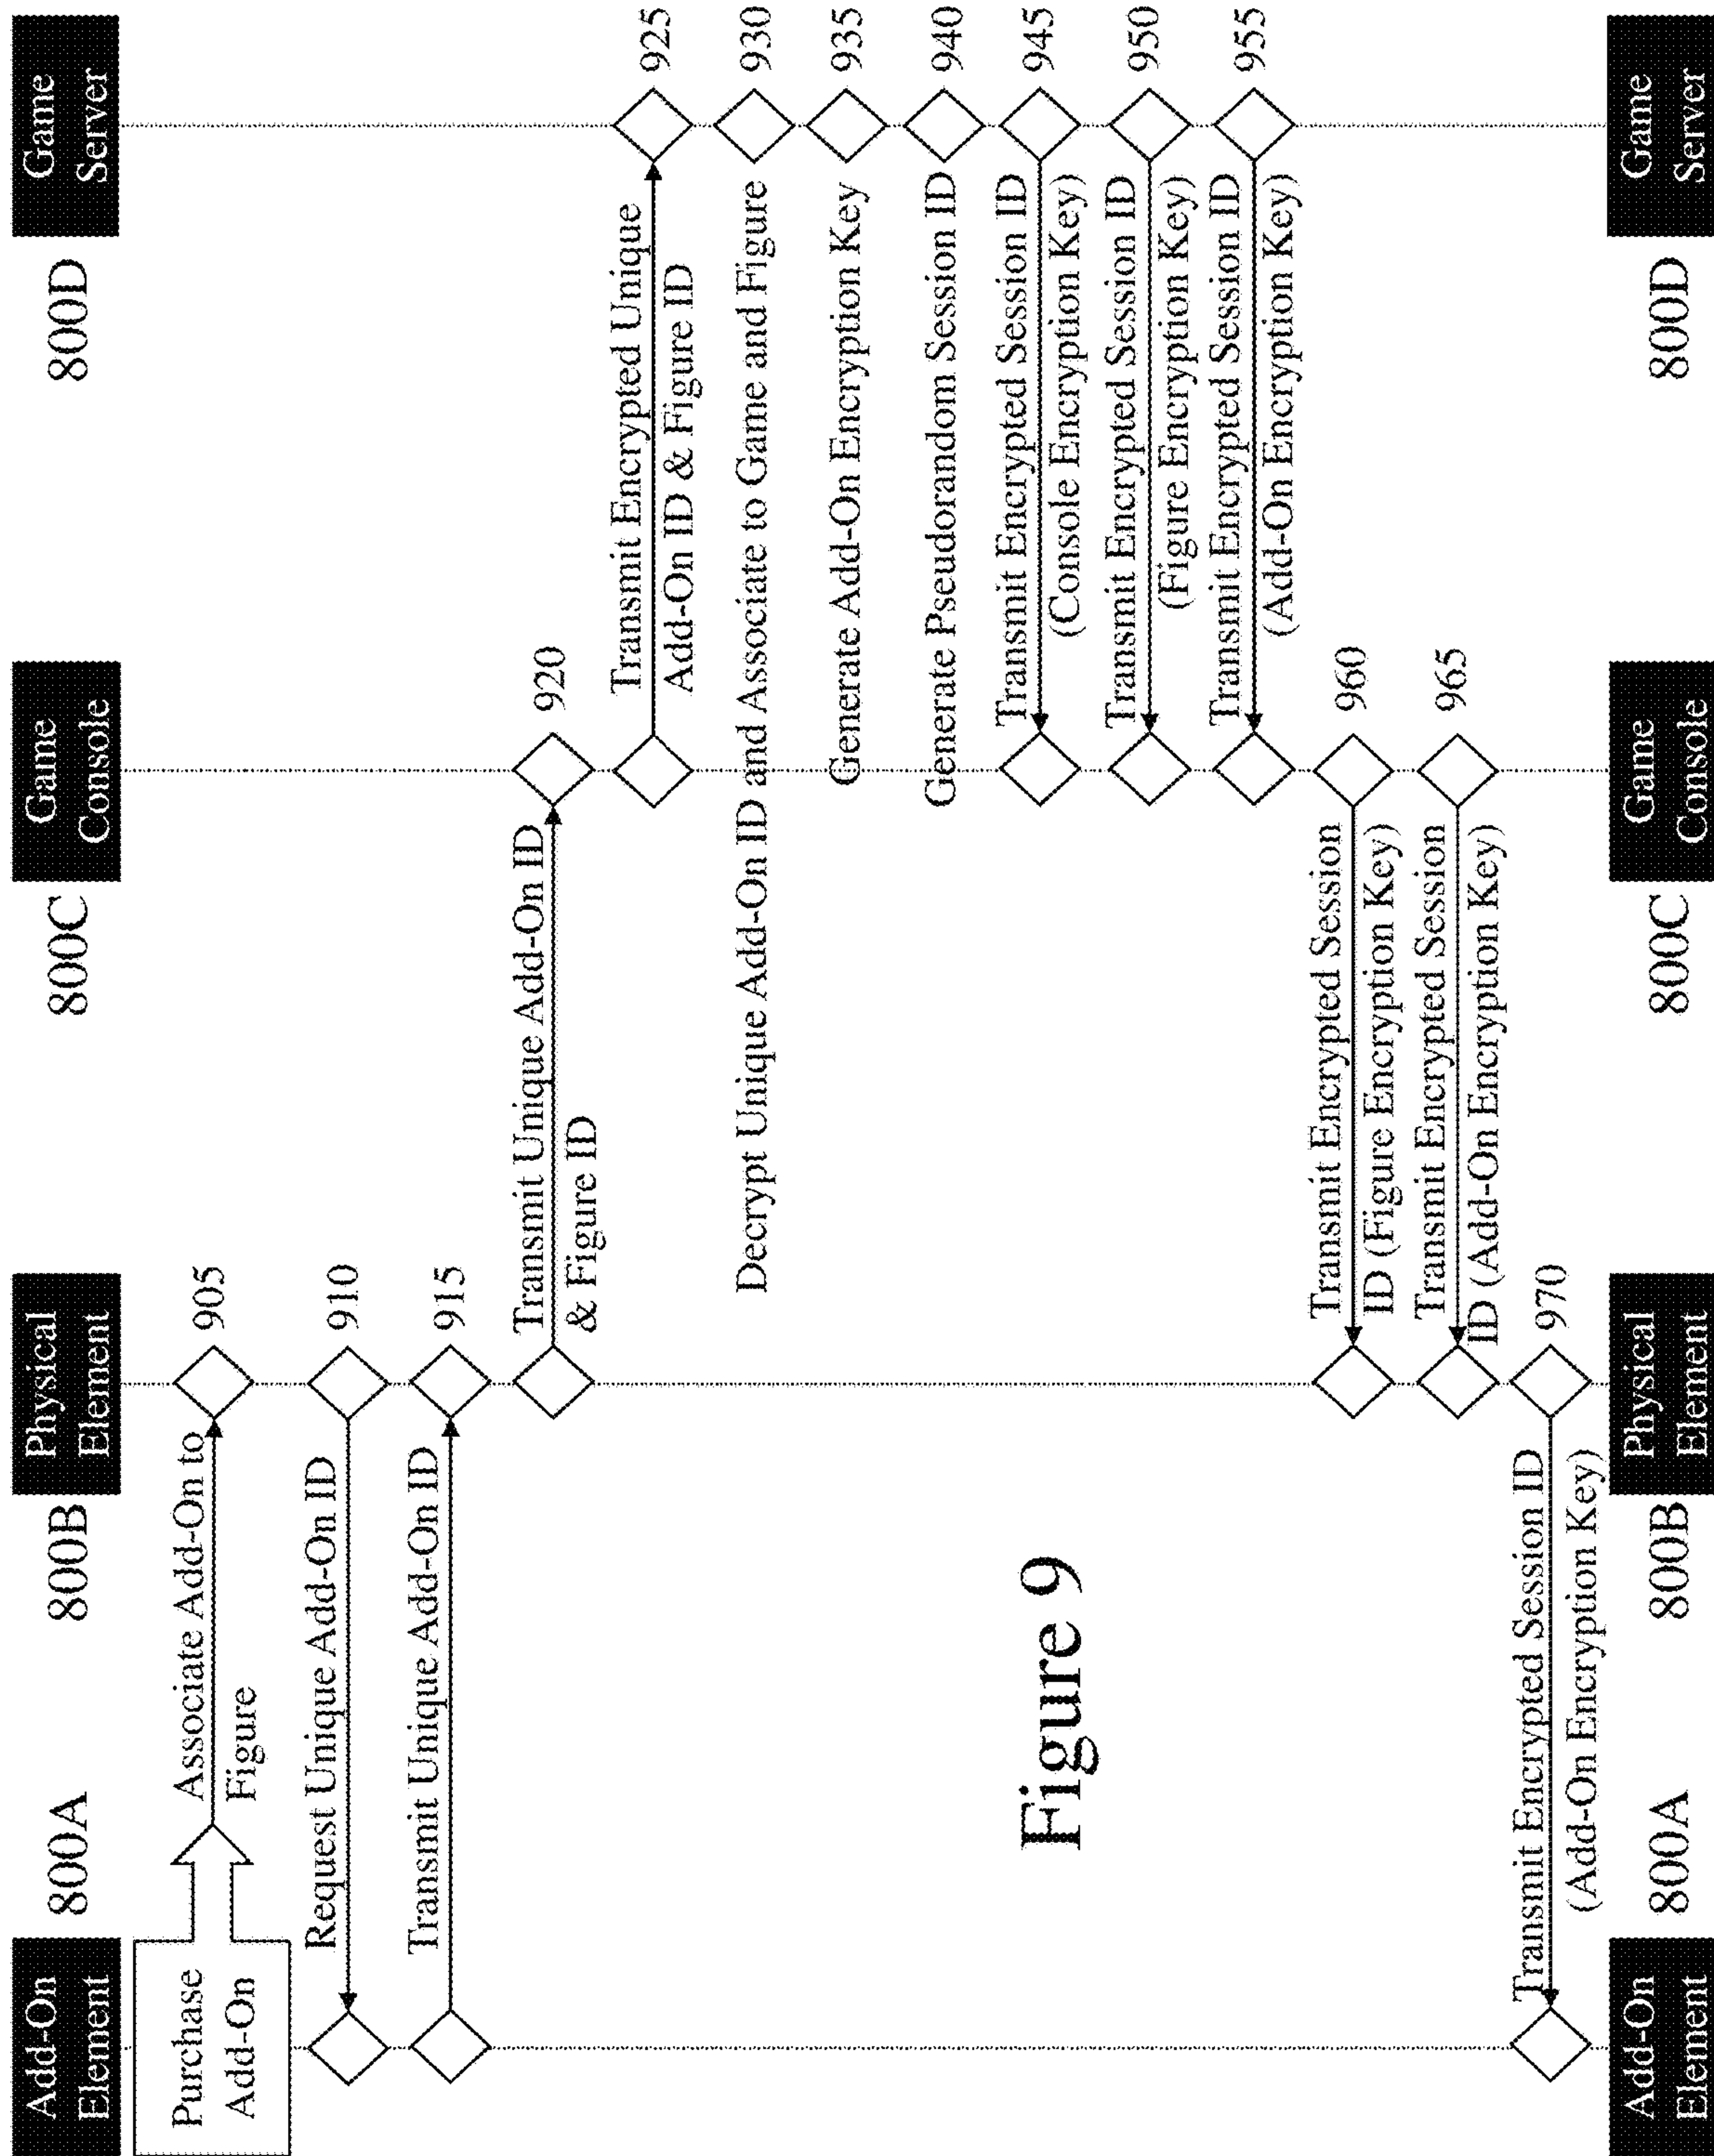 Add-On
Element
800A
Physical
Element
800B
Game
Console
800C
Game
Server
800D
Purchase
Add-On
Associate Add-On to
Figure
905
Request Unique Add-On ID
910
Transmit Unique Add-On ID
915
Transmit Unique Add-On ID
& Figure ID
920
Transmit Encrypted Unique
Add-On ID & Figure ID
925
Decrypt Unique Add-On ID and Associate to Game and Figure
930
Generate Add-On Encryption Key
935
Generate Pseudorandom Session ID
940
Transmit Encrypted Session ID
(Console Encryption Key)
945
Transmit Encrypted Session ID
(Figure Encryption Key)
950
Transmit Encrypted Session ID
(Add-On Encryption Key)
955
Transmit Encrypted Session
ID (Figure Encryption Key)
960
Transmit Encrypted Session
ID (Add-On Encryption Key)
965
Transmit Encrypted Session ID
(Add-On Encryption Key)
970
Figure 9
Add-On
Element
800A
Physical
Element
800B
Game
Console
800C
Game
Server
800D